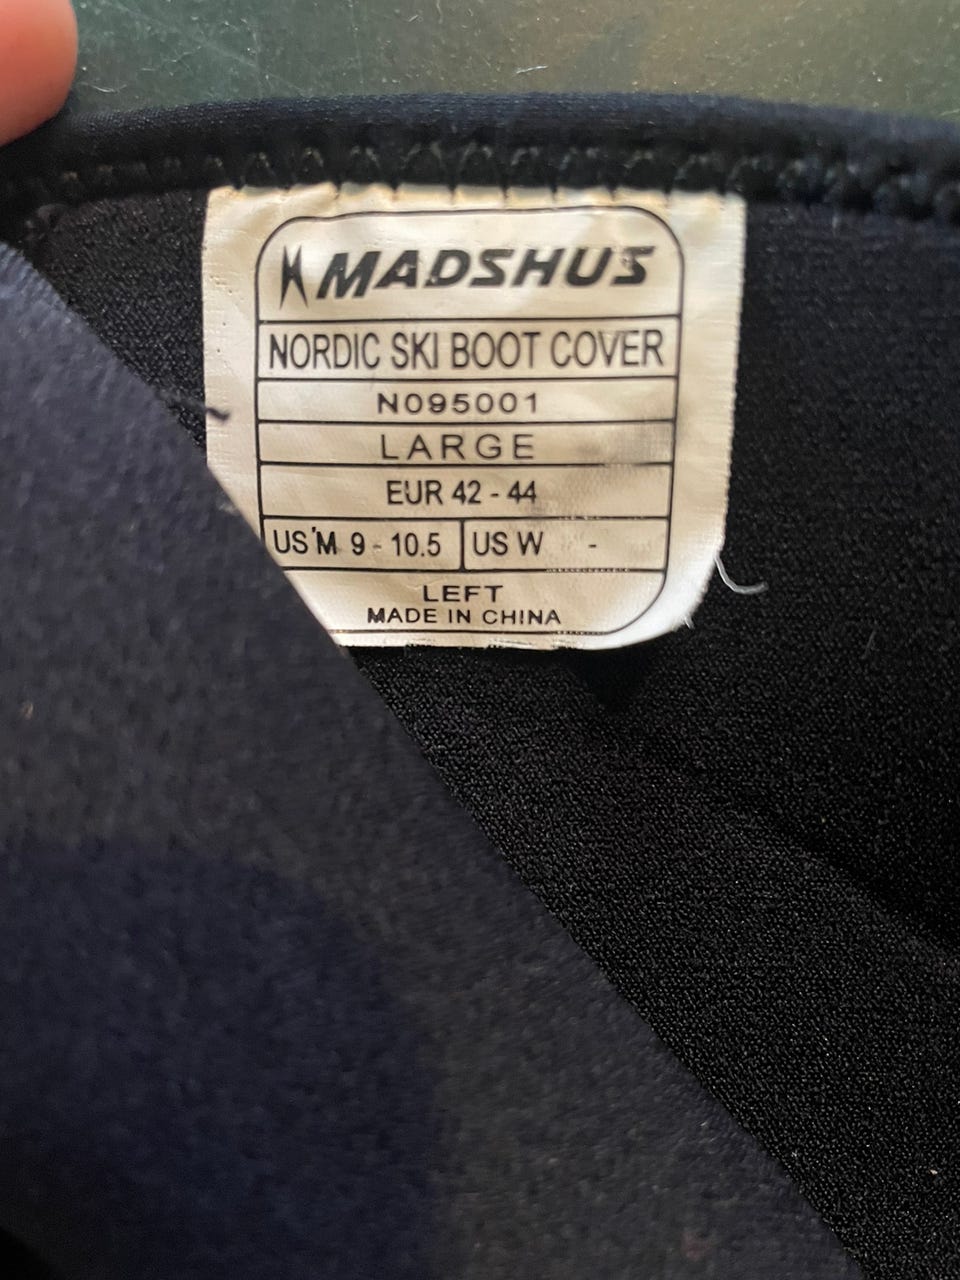 MADSHUS
NORDIC SKI BOOT COVER
N095001
LARGE
EUR 42 - 44
US M 9 - 10.5 US W -
LEFT
MADE IN CHINA